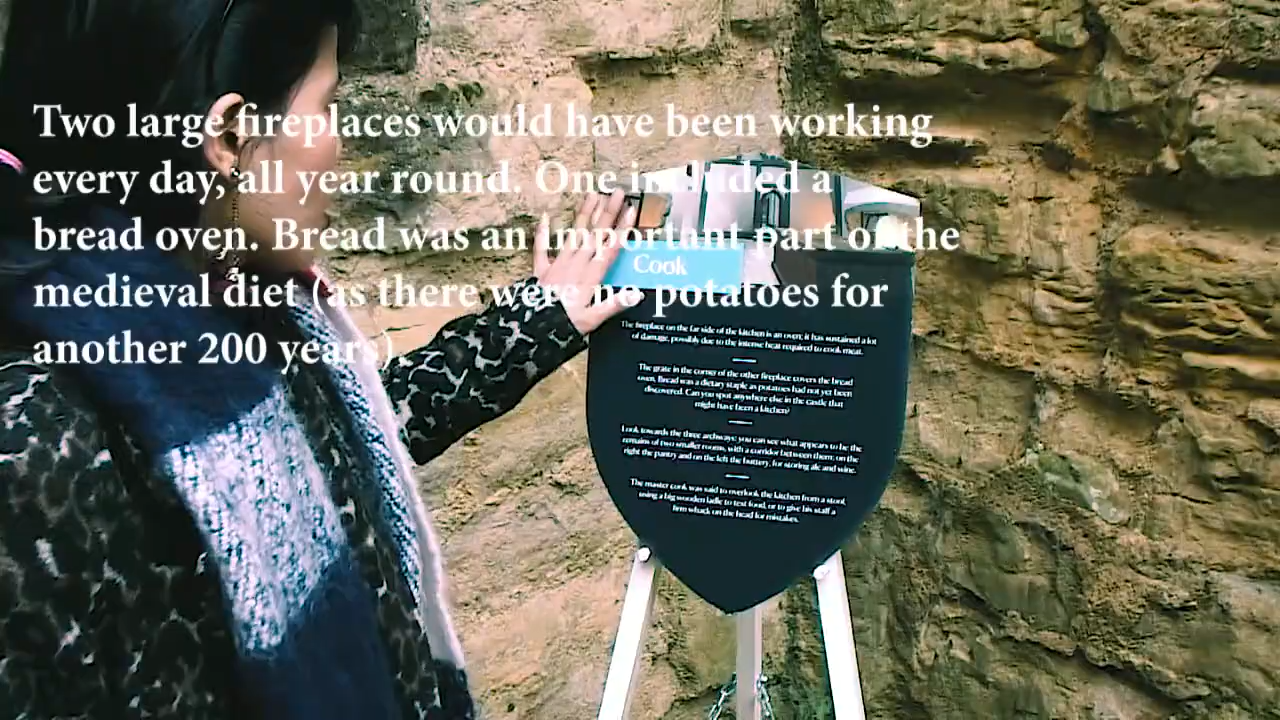 Two large fireplaces would have been working
every day, all year round. One included a
bread oven. Bread was an important part of the
medieval diet (as there were no potatoes for
another 200 years).
Cook
The fireplace on the far side of the kitchen is an oven; it has sustained a lot
of damage, possibly due to the intense heat required to cook meat.
The grate in the corner of the other fireplace covers the bread
oven. Bread was a dietary staple as potatoes had not yet been
discovered. Can you spot anywhere else in the castle that
might have been a kitchen?
Look towards the three archways: you can see what appears to be the
remains of two smaller rooms, with a corridor between them: on the
right the pantry and on the left the buttery, for storing ale and wine.
The master cook was said to overlook the kitchen from a stool,
using a big wooden ladle to test food, or to give his staff a
firm whack on the head for mistakes.